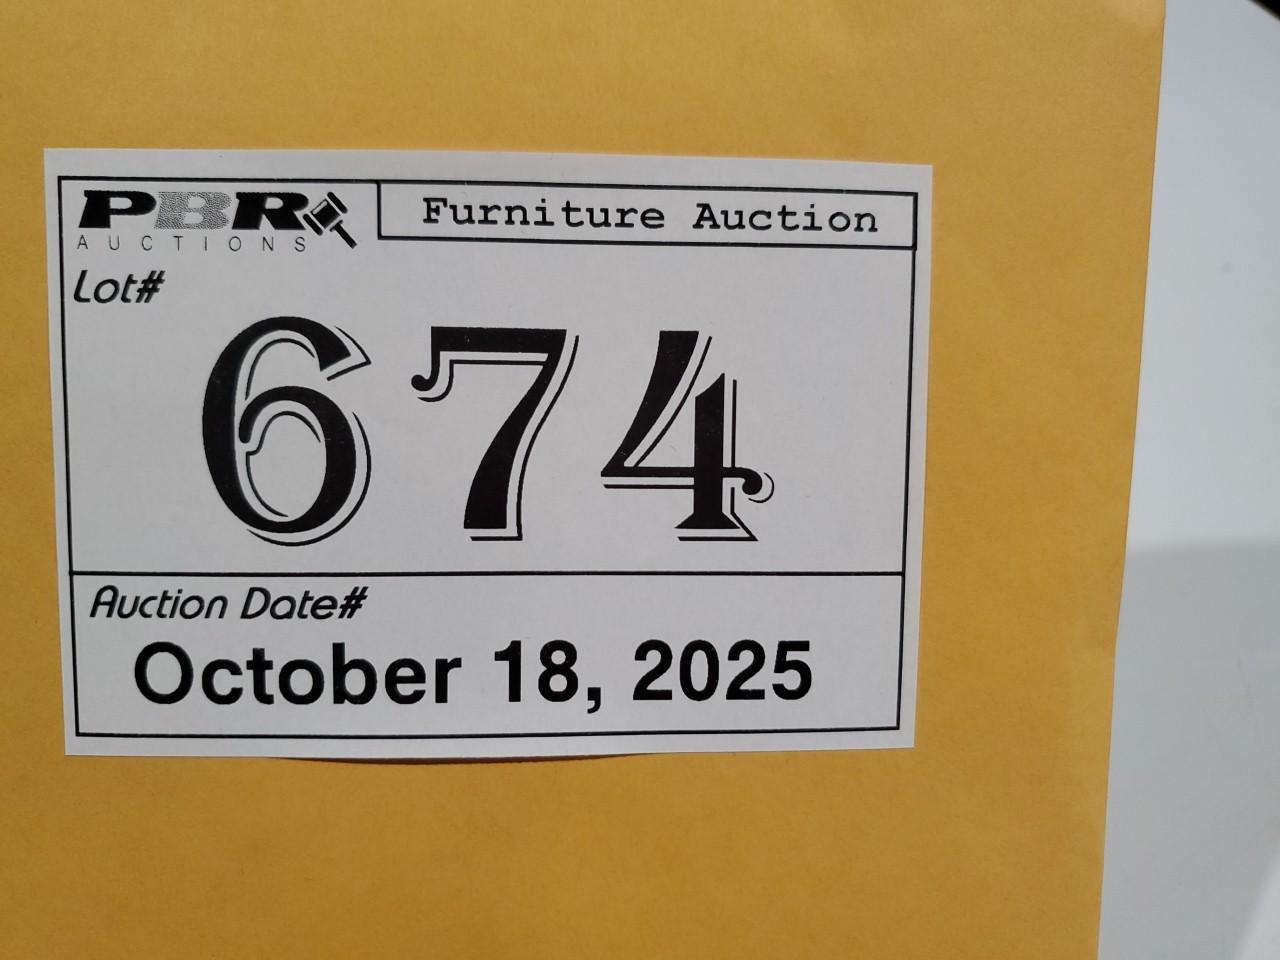 PBR
AUCTIONS
Furniture Auction
Lot#
674
Auction Date#
October 18, 2025